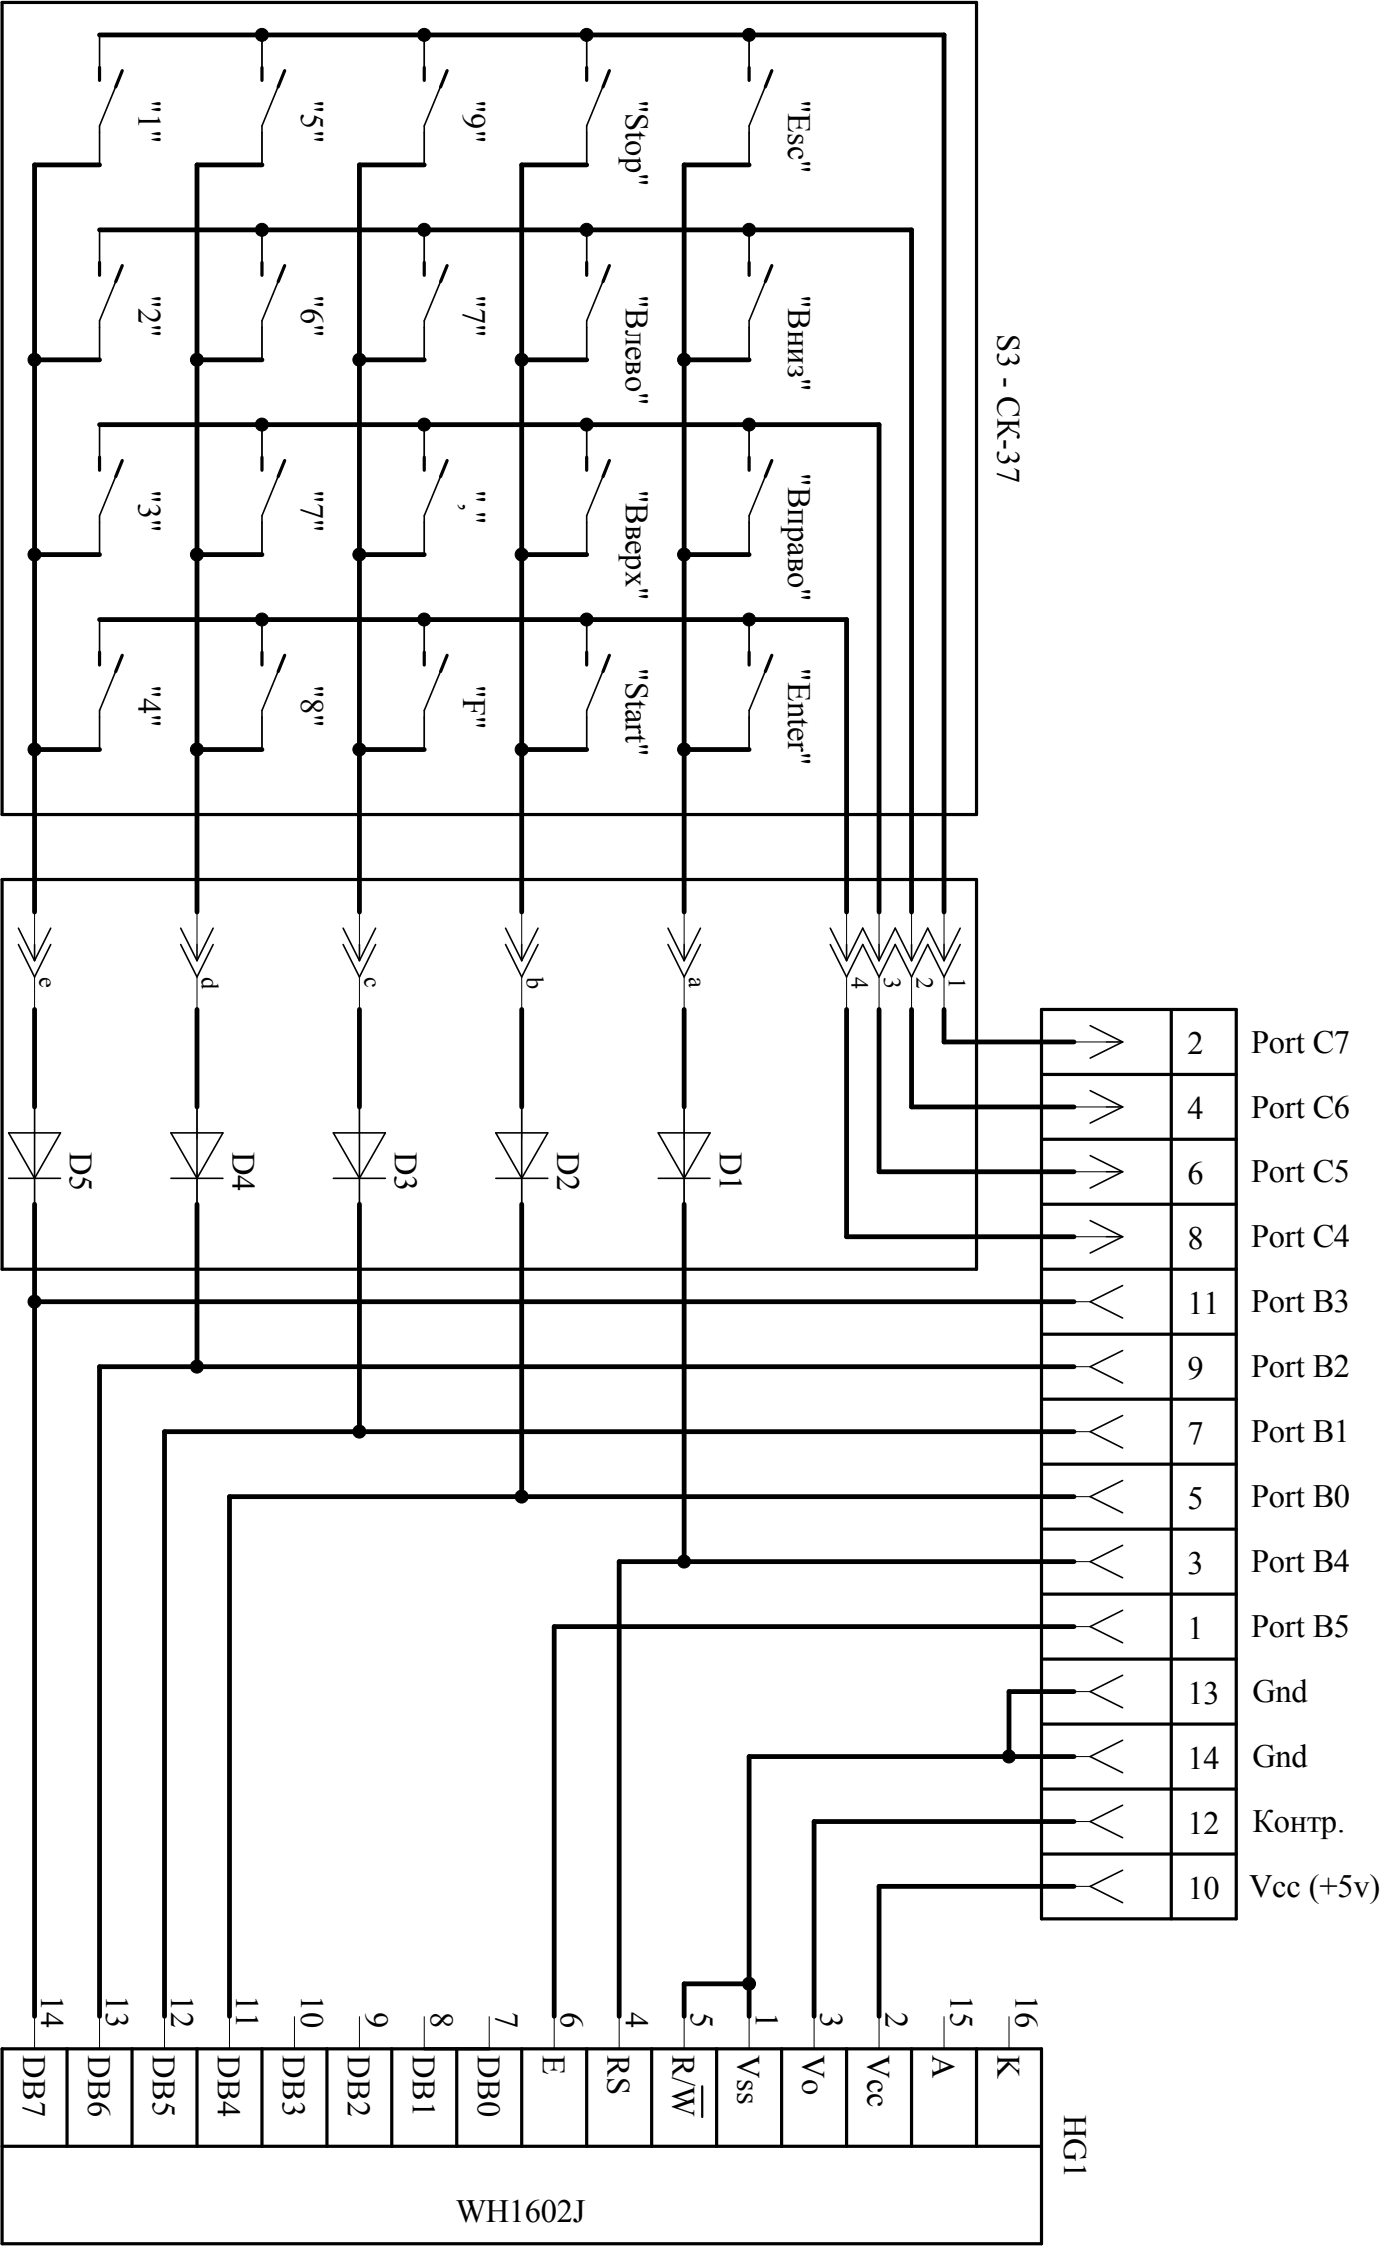 "1"
"5"
"9"
"Stop"
"Esc"
"2"
"6"
"7"
"Влево"
"Вниз"
"3"
"7"
","
"Вверх"
"Вправо"
"4"
"8"
"F"
"Start"
"Enter"
S3 - СК-37
e
d
c
b
a
4
3
2
1
D5
D4
D3
D2
D1
2 Port C7
4 Port C6
6 Port C5
8 Port C4
11 Port B3
9 Port B2
7 Port B1
5 Port B0
3 Port B4
1 Port B5
13 Gnd
14 Gnd
12 Контр.
10 Vcc (+5v)
14 DB7
13 DB6
12 DB5
11 DB4
10 DB3
9 DB2
8 DB1
7 DB0
6 E
4 RS
5 R/W̅
1 Vss
3 Vo
2 Vcc
15 A
16 K
HG1
WH1602J